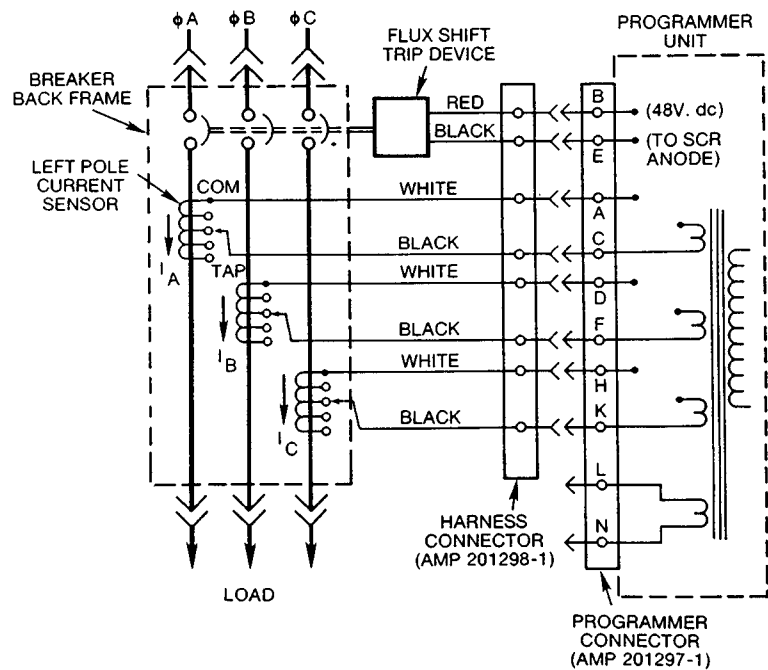 ϕA ϕB ϕC
FLUX SHIFT
TRIP DEVICE
PROGRAMMER
UNIT
BREAKER
BACK FRAME
RED
B
(48V. dc)
BLACK
E
(TO SCR
ANODE)
LEFT POLE
CURRENT
SENSOR
COM
WHITE
A
I A
TAP
BLACK
C
WHITE
D
I B
BLACK
F
WHITE
H
I C
BLACK
K
L
N
HARNESS
CONNECTOR
(AMP 201298-1)
LOAD
PROGRAMMER
CONNECTOR
(AMP 201297-1)